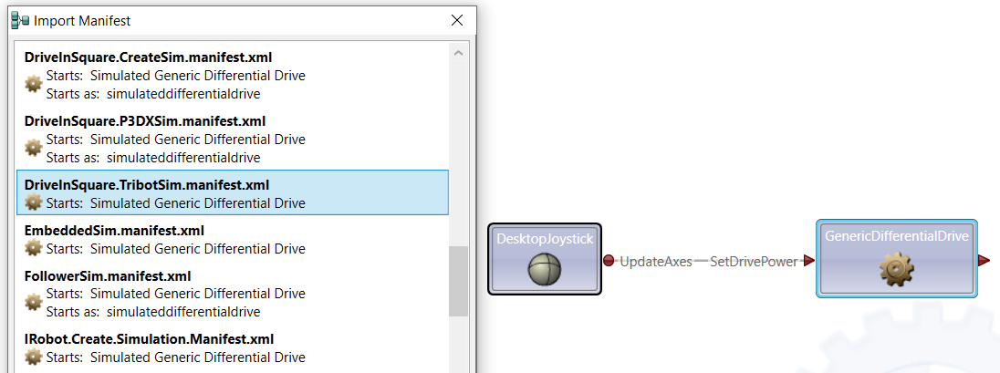 Import Manifest
DriveInSquare.CreateSim.manifest.xml
Starts: Simulated Generic Differential Drive
Starts as: simulateddifferentialdrive
DriveInSquare.P3DXSim.manifest.xml
Starts: Simulated Generic Differential Drive
Starts as: simulateddifferentialdrive
DriveInSquare.TribotSim.manifest.xml
Starts: Simulated Generic Differential Drive
EmbeddedSim.manifest.xml
Starts: Simulated Generic Differential Drive
FollowerSim.manifest.xml
Starts: Simulated Generic Differential Drive
Starts as: simulateddifferentialdrive
IRobot.Create.Simulation.Manifest.xml
Starts: Simulated Generic Differential Drive
DesktopJoystick
UpdateAxes SetDrivePower
GenericDifferentialDrive